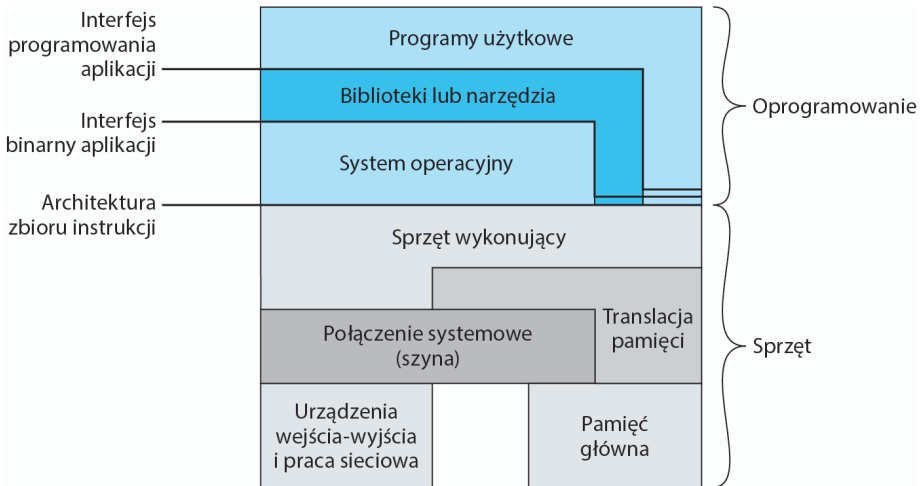 Interfejs
programowania
aplikacji
Interfejs
binarny aplikacji
Architektura
zbioru instrukcji
Programy użytkowe
Biblioteki lub narzędzia
System operacyjny
Sprzęt wykonujący
Translacja
pamięci
Połączenie systemowe
(szyna)
Urządzenia
wejścia-wyjścia
i praca sieciowa
Pamięć
główna
Oprogramowanie
Sprzęt